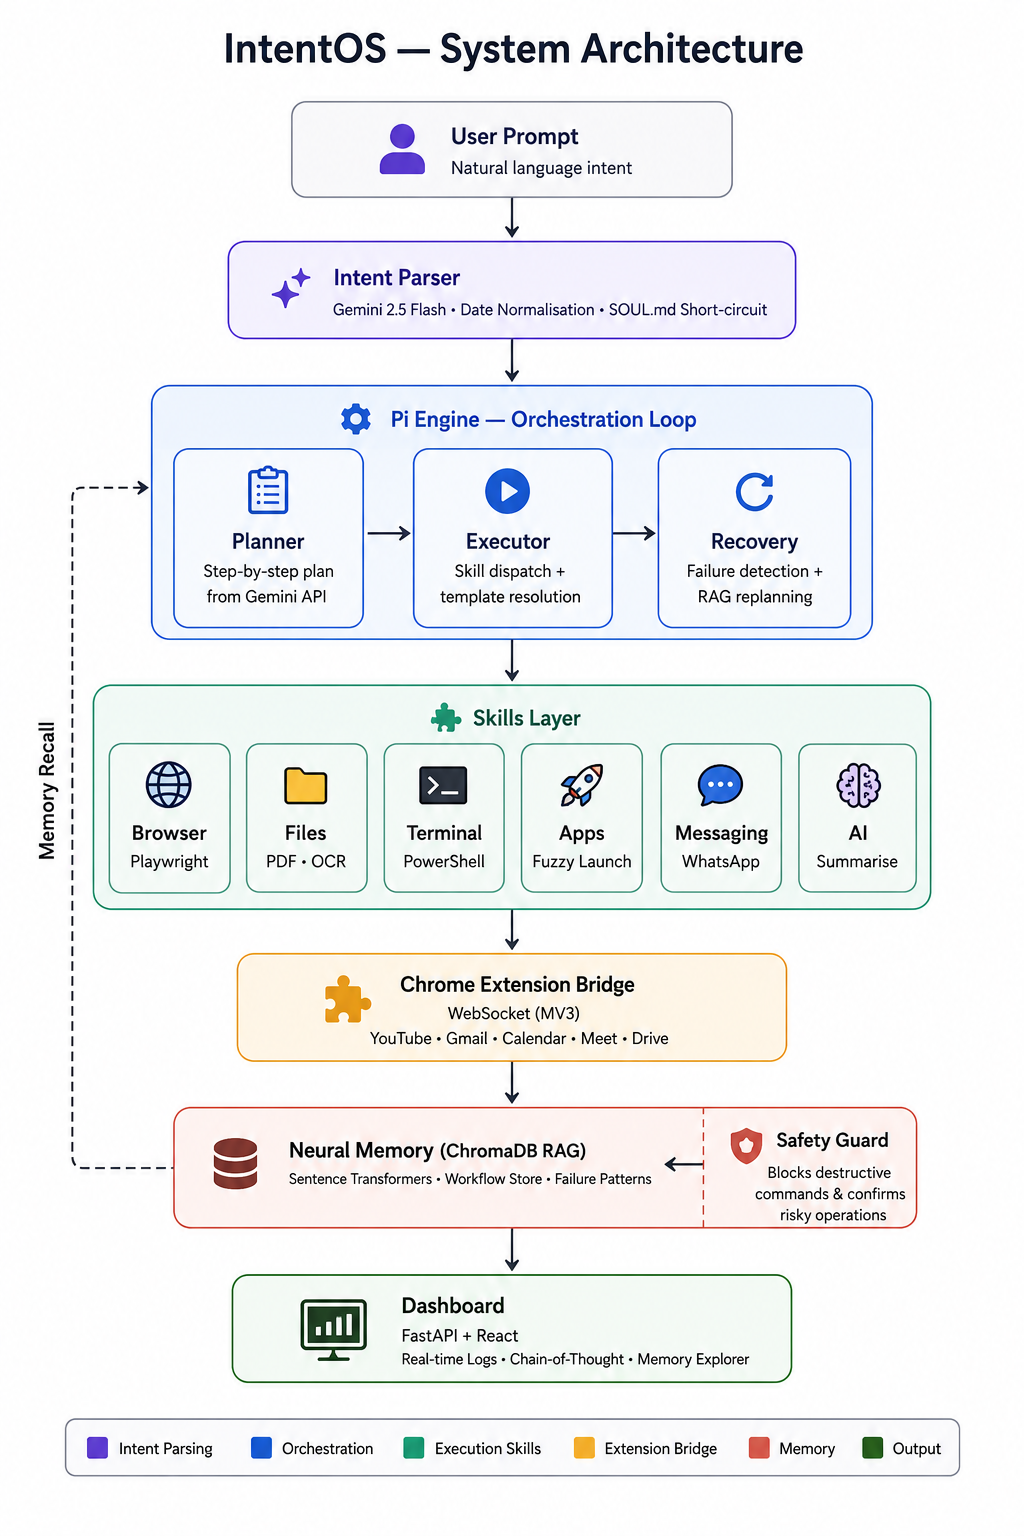 IntentOS — System Architecture
User Prompt
Natural language intent
Intent Parser
Gemini 2.5 Flash • Date Normalisation • SOUL.md Short-circuit
Pi Engine — Orchestration Loop
Planner
Step-by-step plan
from Gemini API
Executor
Skill dispatch +
template resolution
Recovery
Failure detection +
RAG replanning
Memory Recall
Skills Layer
Browser
Playwright
Files
PDF • OCR
Terminal
PowerShell
Apps
Fuzzy Launch
Messaging
WhatsApp
AI
Summarise
Chrome Extension Bridge
WebSocket (MV3)
YouTube • Gmail • Calendar • Meet • Drive
Neural Memory (ChromaDB RAG)
Sentence Transformers • Workflow Store • Failure Patterns
Safety Guard
Blocks destructive
commands & confirms
risky operations
Dashboard
FastAPI + React
Real-time Logs • Chain-of-Thought • Memory Explorer
Intent Parsing
Orchestration
Execution Skills
Extension Bridge
Memory
Output